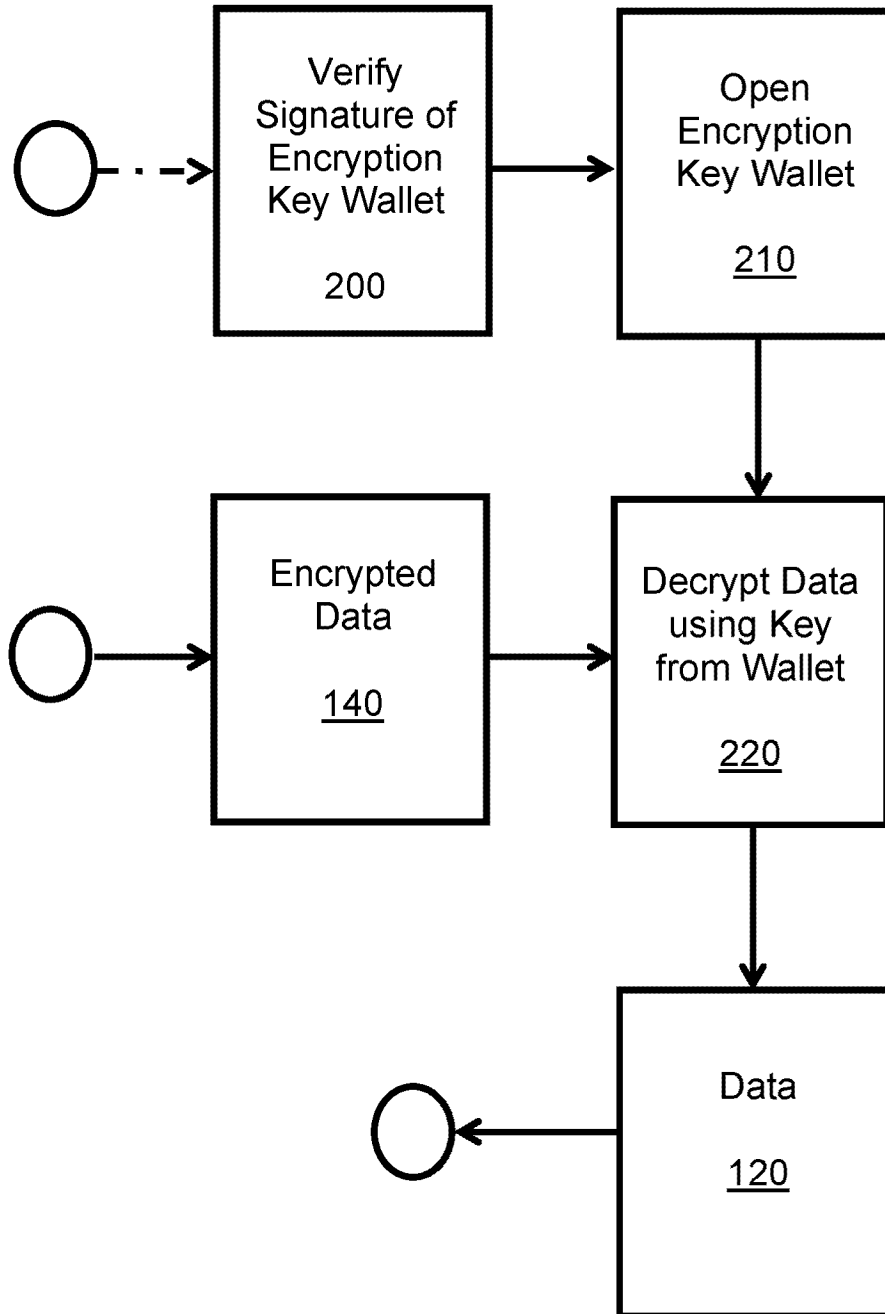 Verify
Signature of
Encryption
Key Wallet
200
Open
Encryption
Key Wallet
210
Encrypted
Data
140
Decrypt Data
using Key
from Wallet
220
Data
120